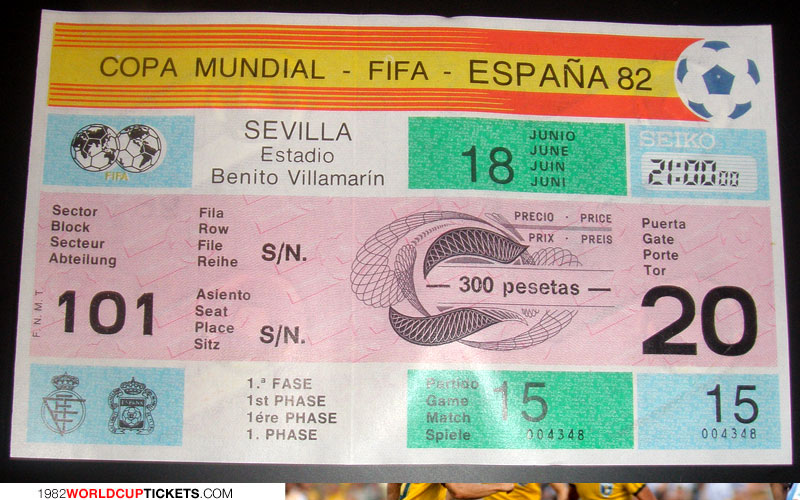 COPA MUNDIAL - FIFA - ESPAÑA 82
FIFA
SEVILLA
Estadio
Benito Villamarín
18
JUNIO
JUNE
JUIN
JUNI
SEIKO
21:00 00
Sector
Block
Secteur
Abteilung
101
Fila
Row
File
Reihe
S/N.
Asiento
Seat
Place
Sitz
S/N.
PRECIO · PRICE
PRIX · PREIS
— 300 pesetas —
Puerta
Gate
Porte
Tor
20
F. N. M. T
ESPAÑA
1.ª FASE
1st PHASE
1ére PHASE
1. PHASE
Partido
Game
Match
Spiele
15
004348
15
004348
1982WORLDCUPTICKETS.COM